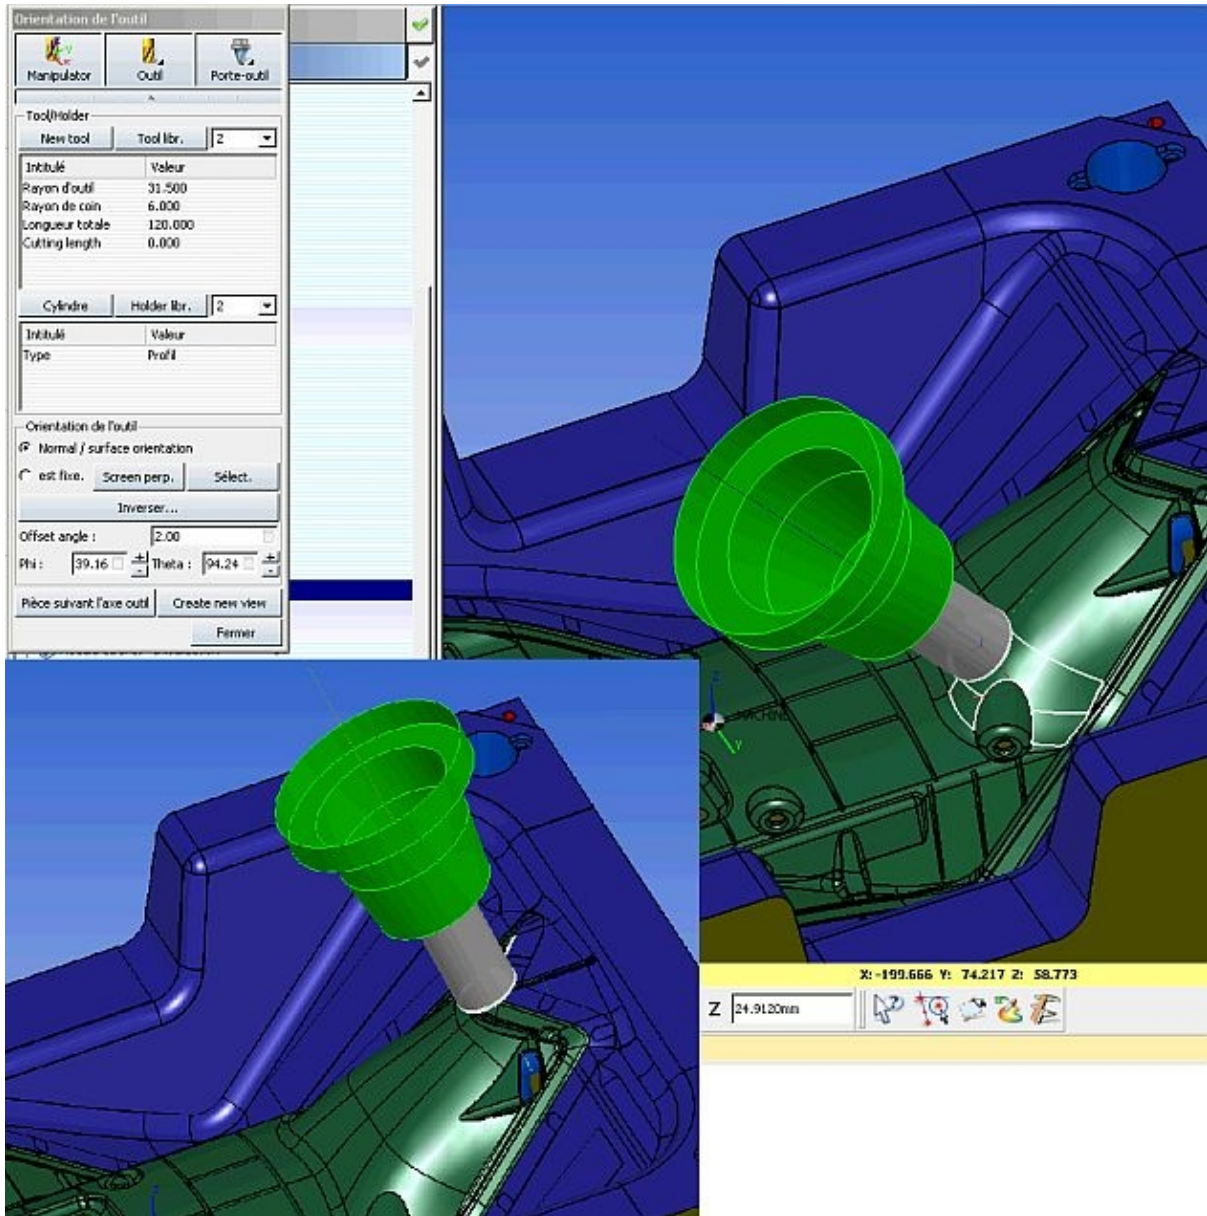 Orientation de l'outil
Manipulator Outil Porte-outil
Tool/Holder
New tool Tool libr. 2
Intitulé Valeur
Rayon d'outil 31.500
Rayon de coin 6.000
Longueur totale 120.000
Cutting length 0.000
Cylindre Holder libr. 2
Intitulé Valeur
Type Profil
Orientation de l'outil
Normal / surface orientation
est fixe. Screen perp. Sélect.
Inverser...
Offset angle : 2.00
Phi : 39.16 + - Theta : 94.24 + -
Pièce suivant l'axe outil Create new view
Fermer
Z
MACHINE
Y
X: -199.666 Y: 74.217 Z: 58.773
Z 24.9120mm
Z